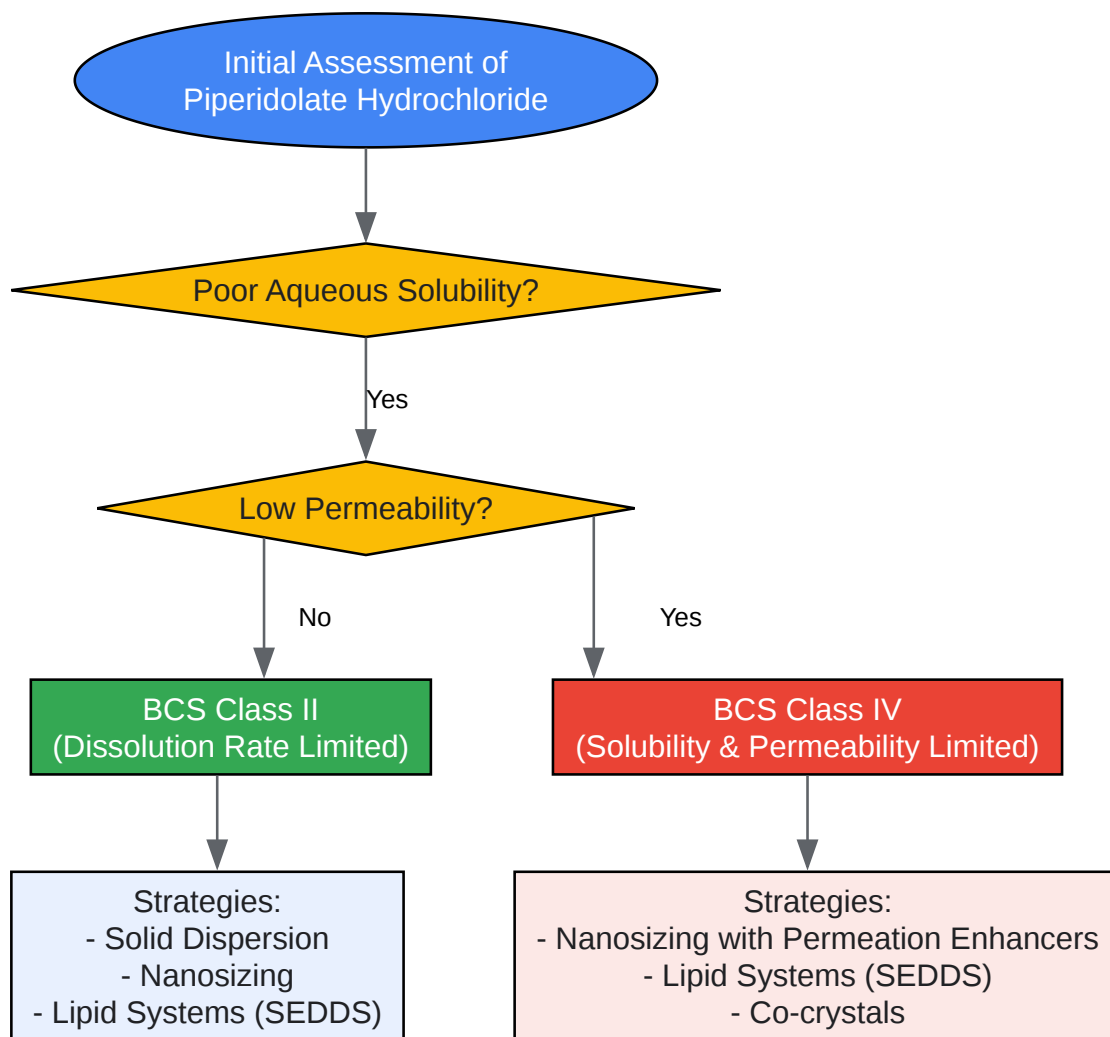 Initial Assessment of
Piperidolate Hydrochloride
Poor Aqueous Solubility?
Yes
Low Permeability?
No
Yes
BCS Class II
(Dissolution Rate Limited)
BCS Class IV
(Solubility & Permeability Limited)
Strategies:
- Solid Dispersion
- Nanosizing
- Lipid Systems (SEDDS)
Strategies:
- Nanosizing with Permeation Enhancers
- Lipid Systems (SEDDS)
- Co-crystals